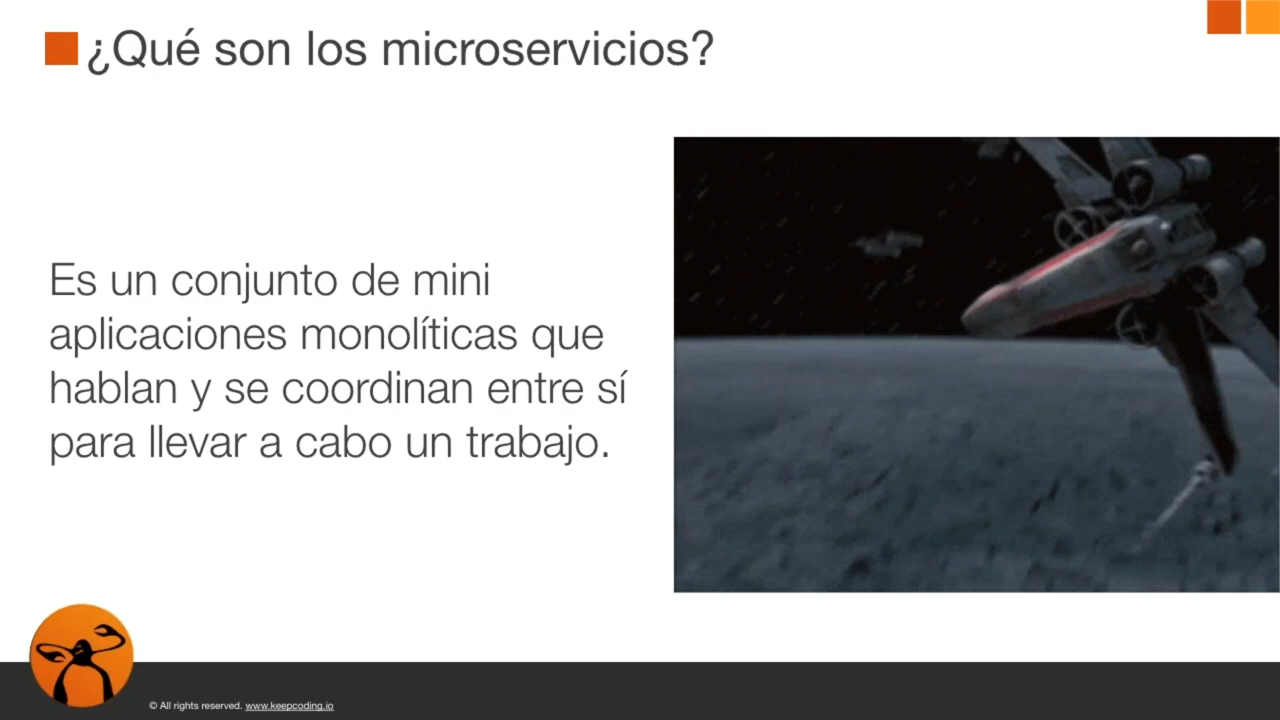 ¿Qué son los microservicios?
Es un conjunto de mini
aplicaciones monolíticas que
hablan y se coordinan entre sí
para llevar a cabo un trabajo.
© All rights reserved. www.keepcoding.io